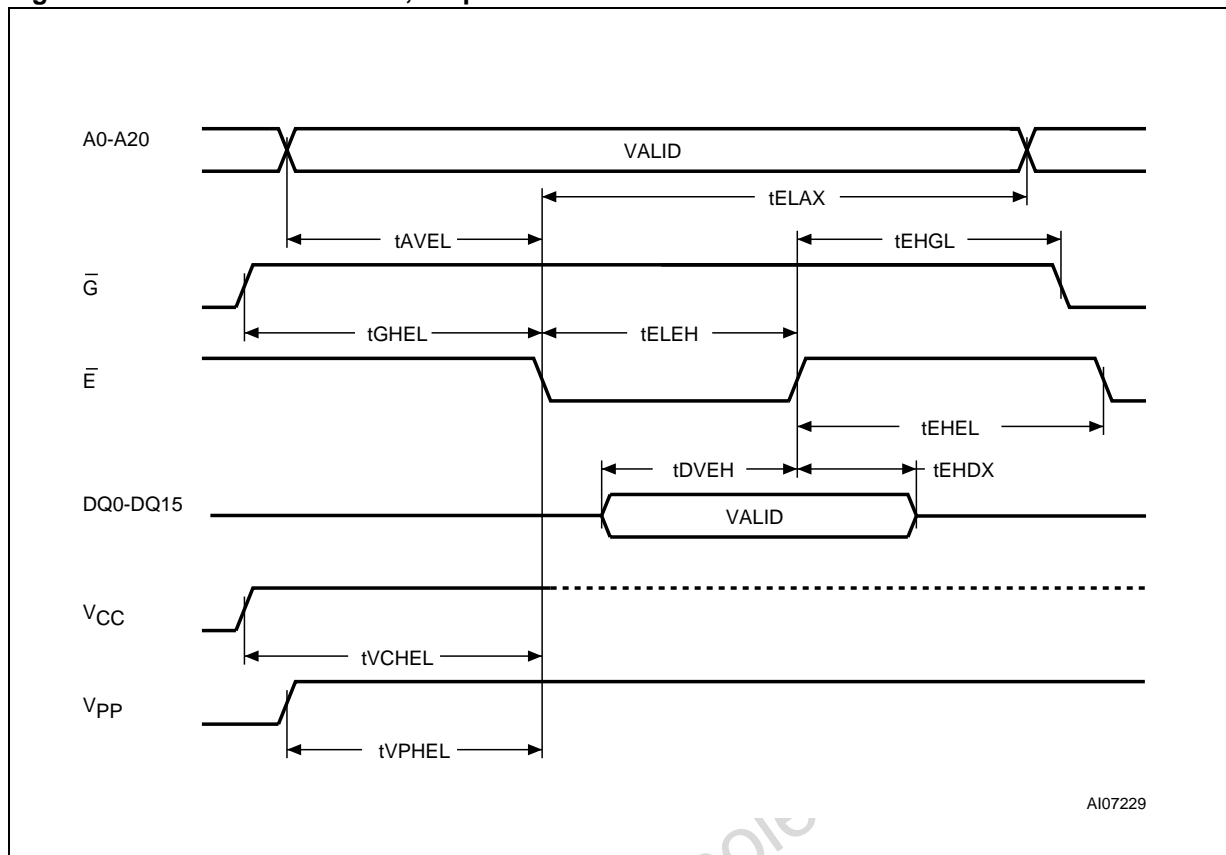 A0-A20
VALID
tELAX
tAVEL
tEHGL
G̅
tGHEL
tELEH
E̅
tEHEL
tDVEH
tEHDX
DQ0-DQ15
VALID
VCC
tVCHEL
VPP
tVPHEL
AI07229